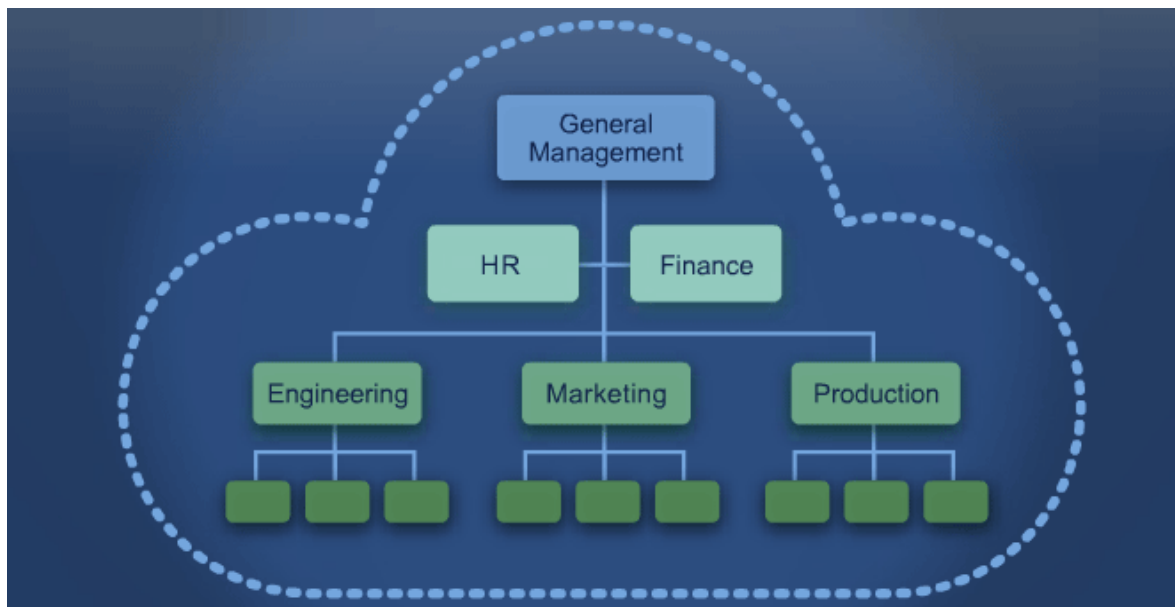 General
Management
HR
Finance
Engineering
Marketing
Production